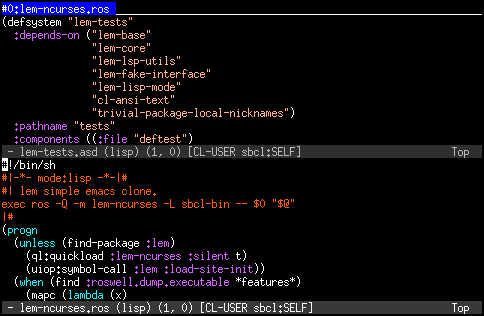 #0:lem-ncurses.ros
(defsystem "lem-tests"
  :depends-on ("lem-base"
               "lem-core"
               "lem-lsp-utils"
               "lem-fake-interface"
               "lem-lisp-mode"
               "cl-ansi-text"
               "trivial-package-local-nicknames")
  :pathname "tests"
  :components ((:file "deftest")
 - lem-tests.asd (lisp) (1, 0) [CL-USER sbcl:SELF] Top
#!/bin/sh
#|-*- mode:lisp -*-|#
#| lem simple emacs clone.
exec ros -Q -m lem-ncurses -L sbcl-bin -- $0 "$@"
|#
(progn
  (unless (find-package :lem)
    (ql:quickload :lem-ncurses :silent t)
    (uiop:symbol-call :lem :load-site-init))
  (when (find :roswell.dump.executable *features*)
    (mapc (lambda (x)
 - lem-ncurses.ros (lisp) (1, 0) [CL-USER sbcl:SELF] Top